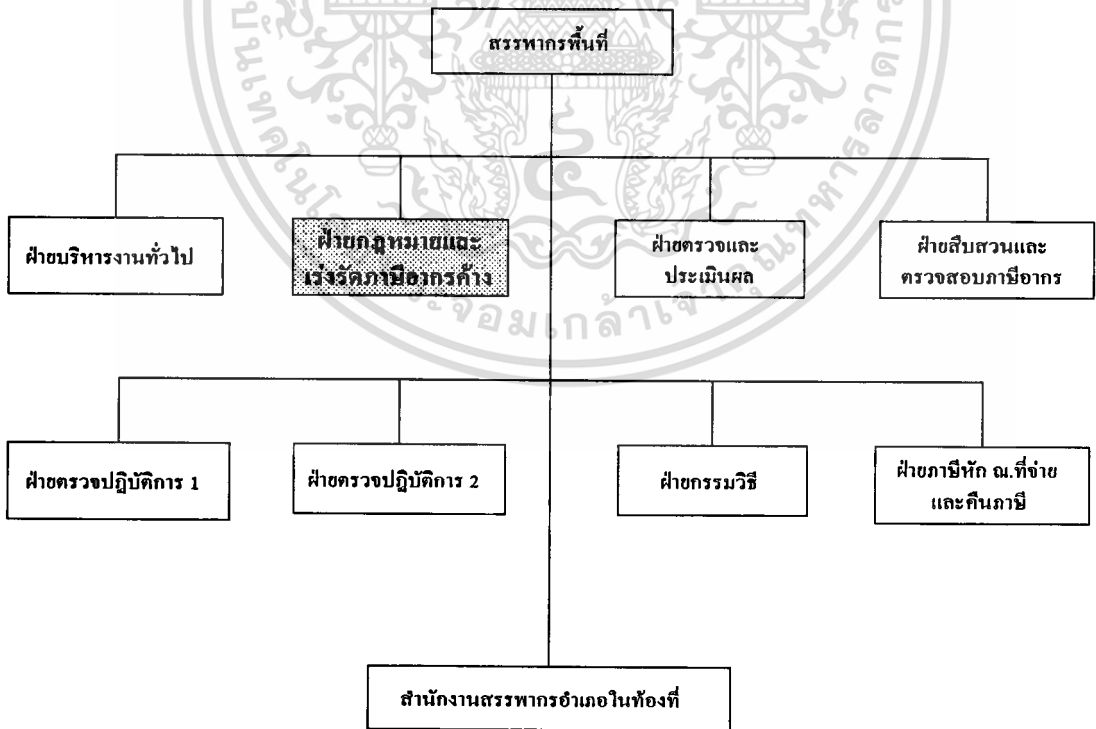 สรรพากรพื้นที่
ฝ่ายบริหารงานทั่วไป
ฝ่ายกฎหมายและ
เร่งรัดภาษีอากรค้าง
ฝ่ายตรวจและ
ประเมินผล
ฝ่ายสืบสวนและ
ตรวจสอบภาษีอากร
ฝ่ายตรวจปฏิบัติการ 1
ฝ่ายตรวจปฏิบัติการ 2
ฝ่ายกรรมวิธี
ฝ่ายภาษีหัก ณ.ที่จ่าย
และคืนภาษี
สำนักงานสรรพากรอำเภอในท้องที่